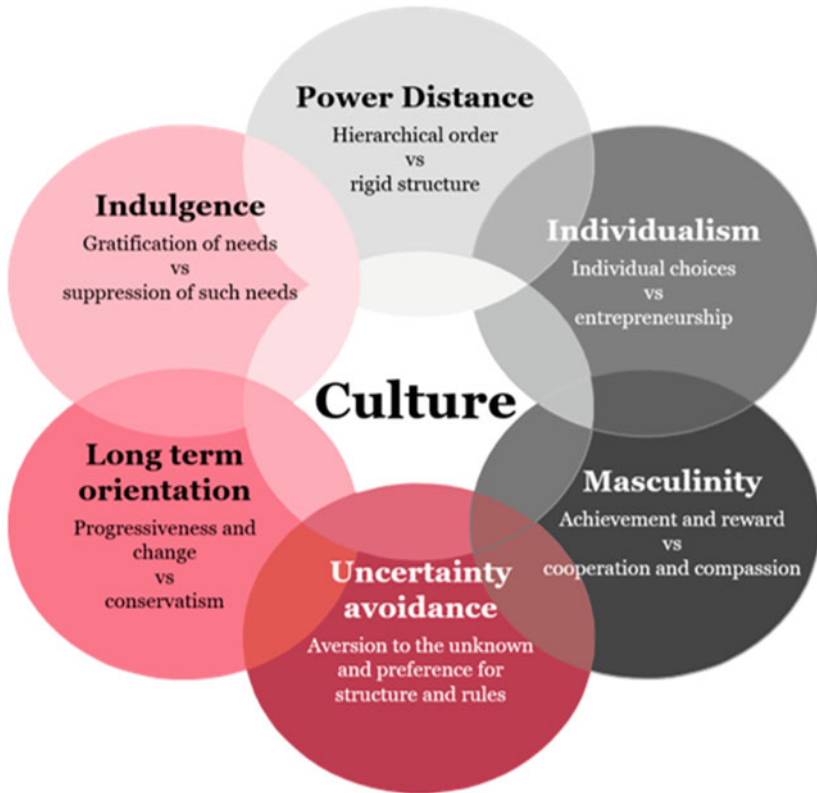 Power Distance
Hierarchical order
vs
rigid structure
Individualism
Individual choices
vs
entrepreneurship
Masculinity
Achievement and reward
vs
cooperation and compassion
Uncertainty
avoidance
Aversion to the unknown
and preference for
structure and rules
Long term
orientation
Progressiveness and
change
vs
conservatism
Indulgence
Gratification of needs
vs
suppression of such needs
Culture